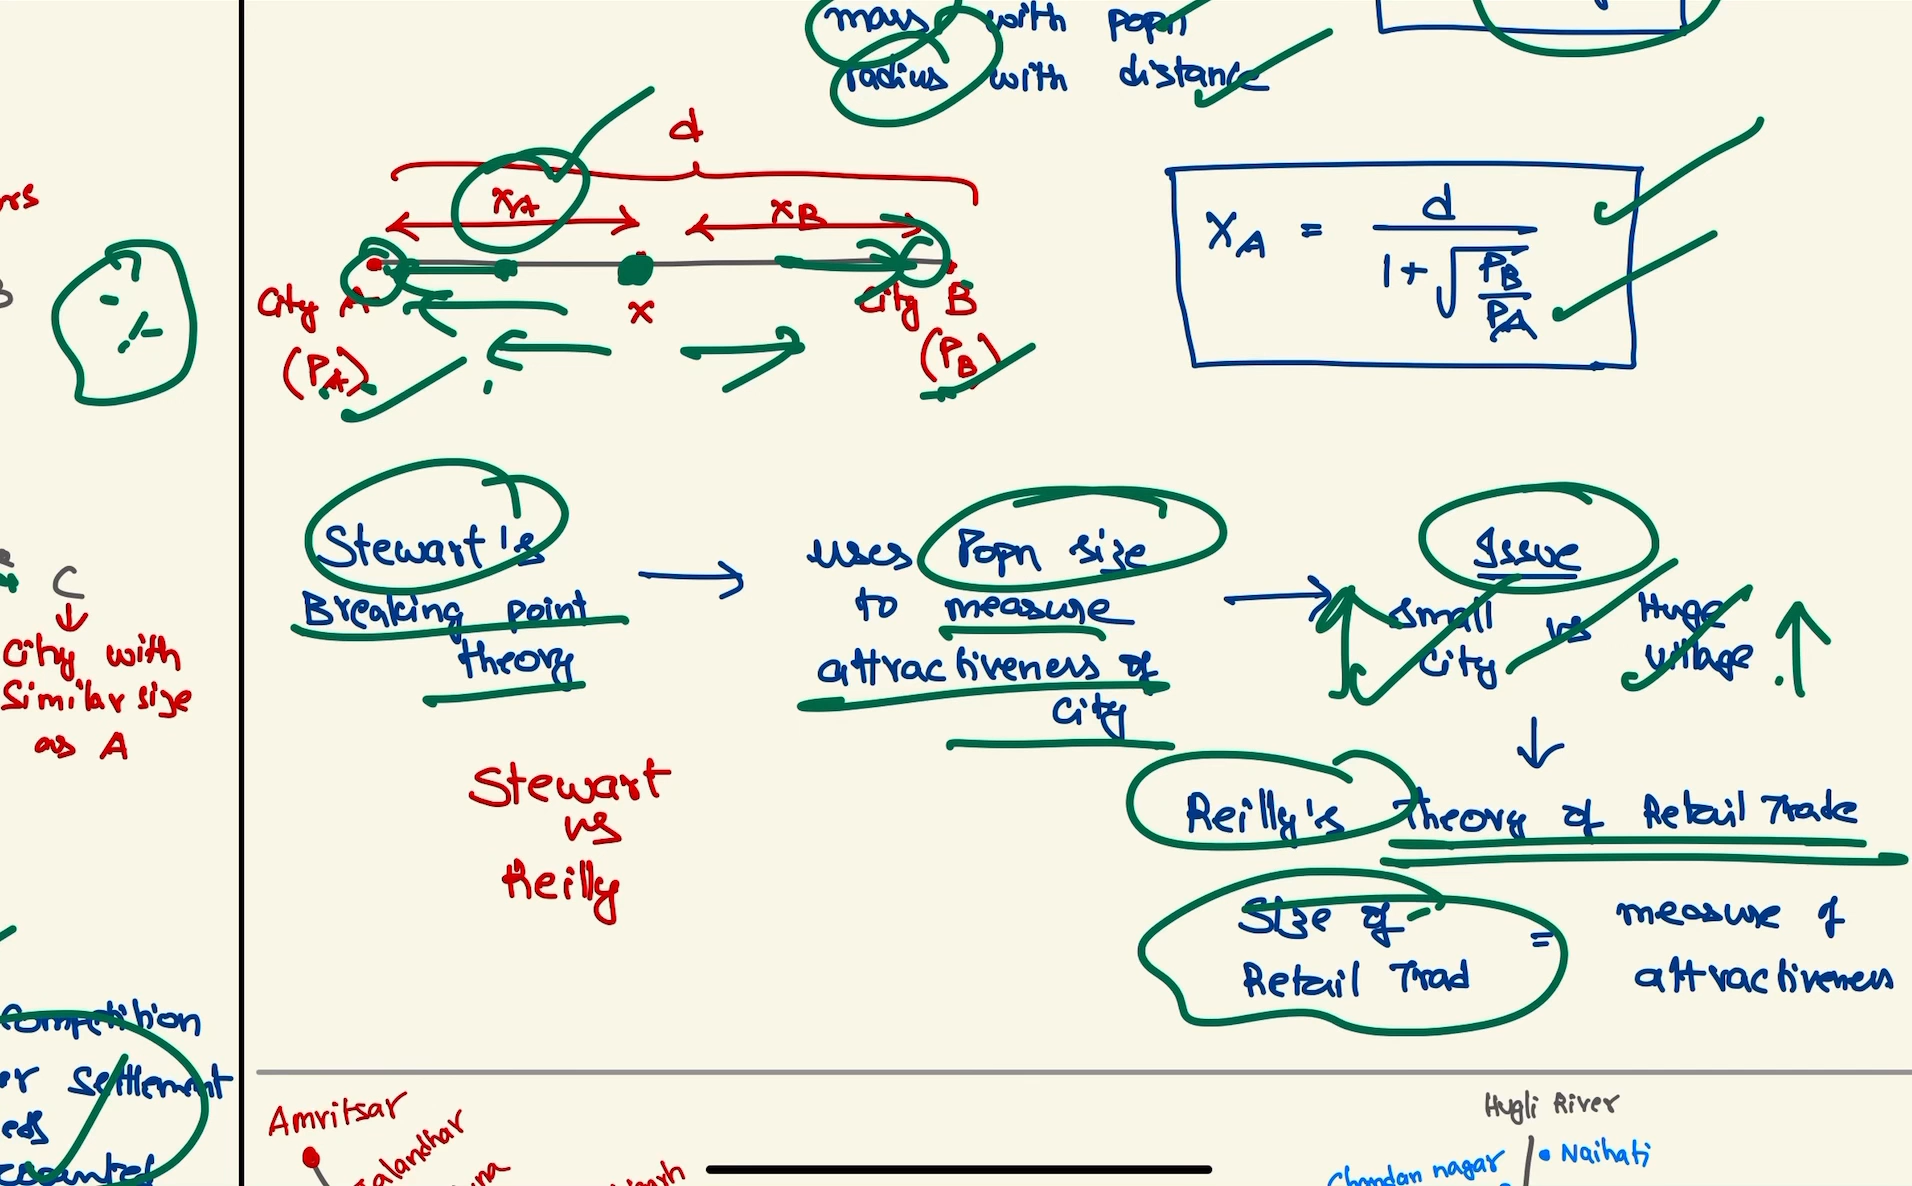 mass with popn
radius with distance
d
xA
xB
City A
x
City B
(PA)
(PB)
XA = d / 1+√PB/PA
C
City with
Similar size
as A
Stewart's
Breaking point
theory
uses Popn size
to measure
attractiveness of
City
Issue
Small vs Huge
City village
Stewart
vs
Reilly
Reilly's Theory of Retail Trade
Size of = measure of
Retail Trad attractiveness
Competition
Settlement
Amritsar
Jalandhar
Hugli River
Naihati
Chandan nagar